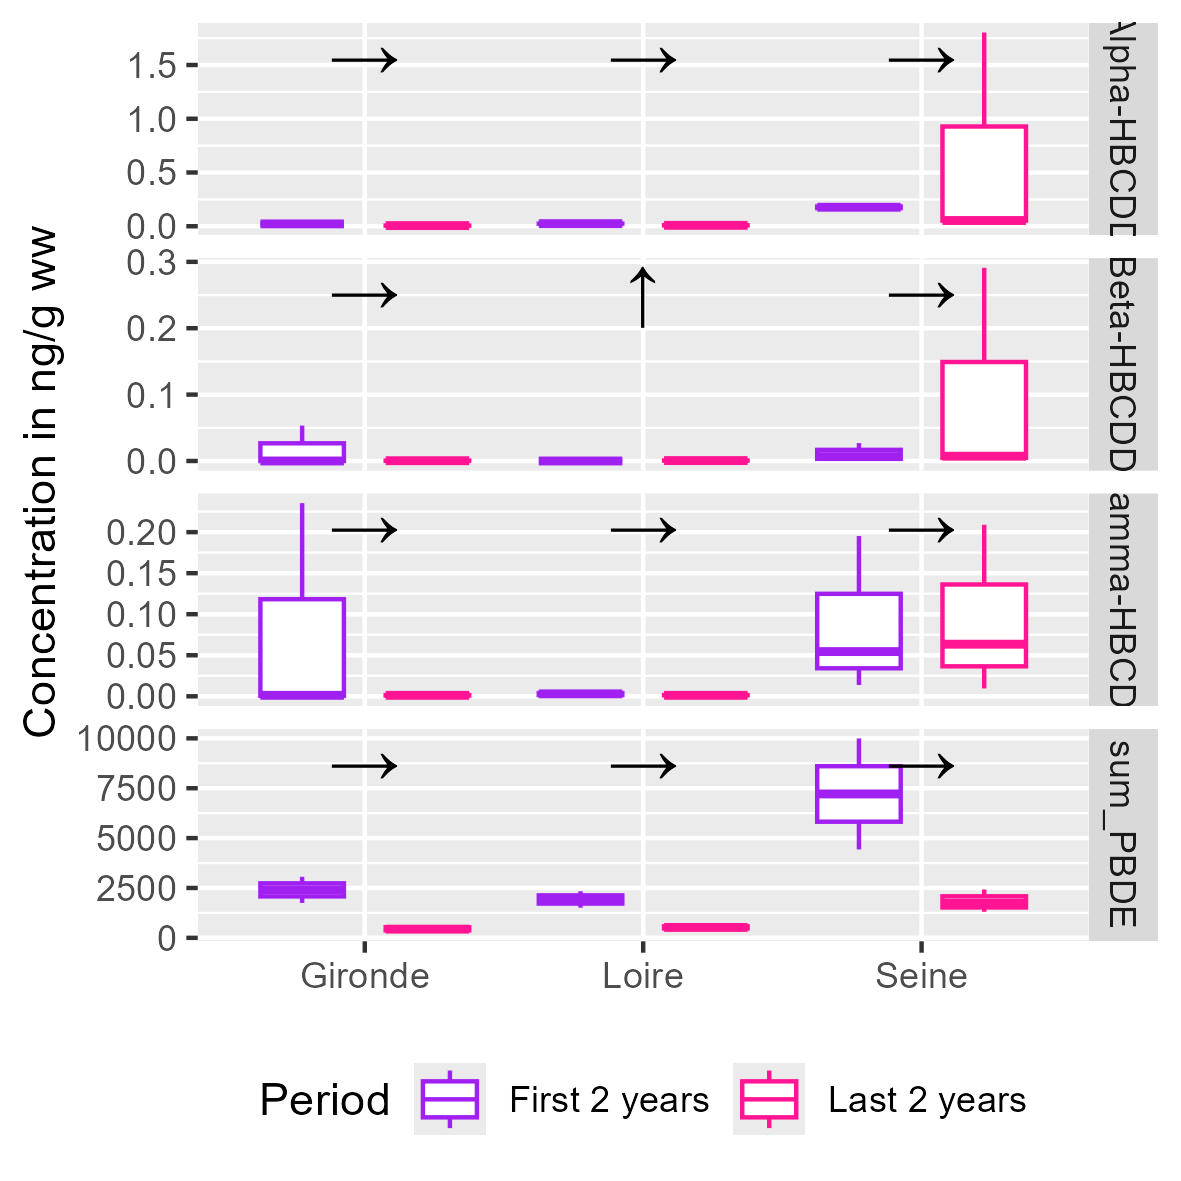 Concentration in ng/g ww
1.5
1.0
0.5
0.0
Alpha-HBCDD
0.3
0.2
0.1
0.0
Beta-HBCDD
0.20
0.15
0.10
0.05
0.00
amma-HBCD
10000
7500
5000
2500
0
sum_PBDE
Gironde
Loire
Seine
Period
First 2 years
Last 2 years